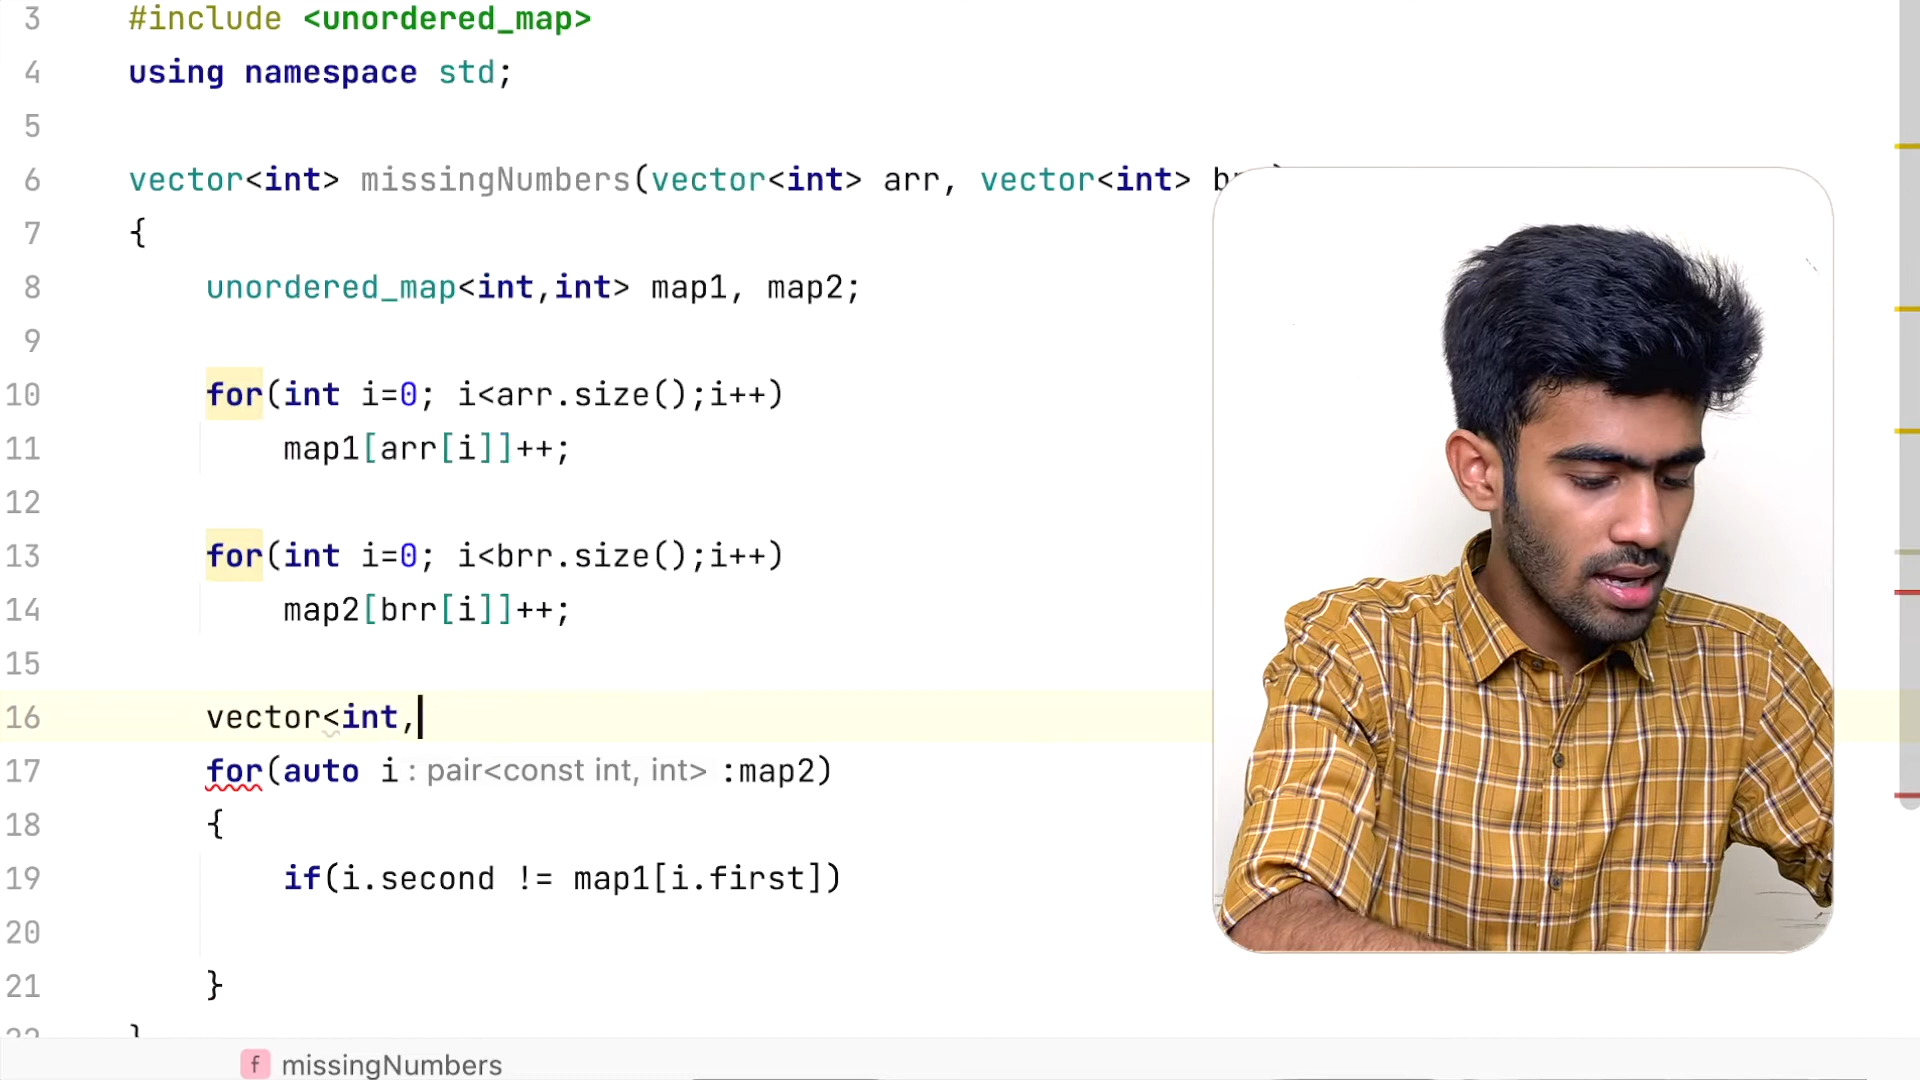 3 #include <unordered_map>
4 using namespace std;
5
6 vector<int> missingNumbers(vector<int> arr, vector<int>
7 {
8 unordered_map<int,int> map1, map2;
9
10 for(int i=0; i<arr.size();i++)
11 map1[arr[i]]++;
12
13 for(int i=0; i<brr.size();i++)
14 map2[brr[i]]++;
15
16 vector<int,
17 for(auto i : pair<const int, int> :map2)
18 {
19 if(i.second != map1[i.first])
20
21 }
f missingNumbers